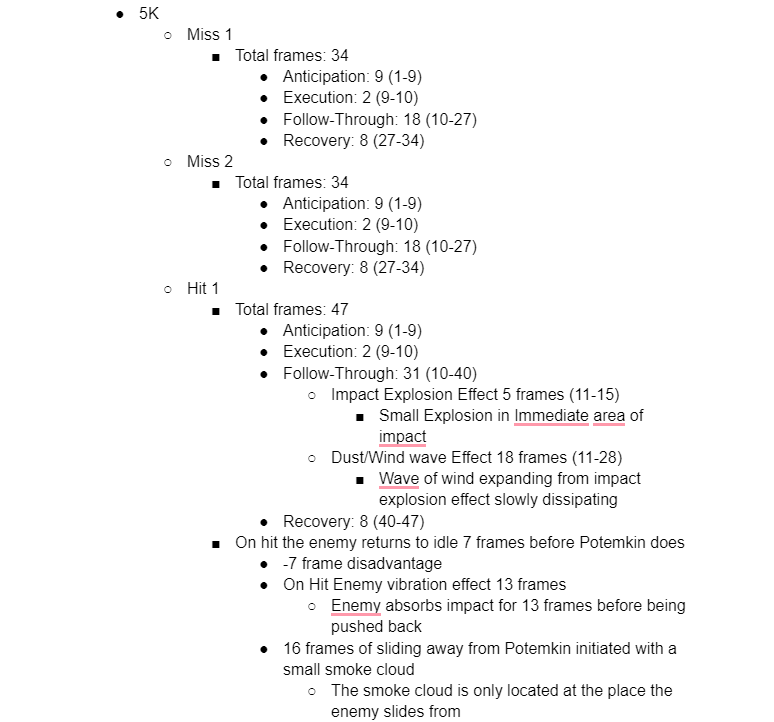 ● 5K
○ Miss 1
■ Total frames: 34
● Anticipation: 9 (1-9)
● Execution: 2 (9-10)
● Follow-Through: 18 (10-27)
● Recovery: 8 (27-34)
○ Miss 2
■ Total frames: 34
● Anticipation: 9 (1-9)
● Execution: 2 (9-10)
● Follow-Through: 18 (10-27)
● Recovery: 8 (27-34)
○ Hit 1
■ Total frames: 47
● Anticipation: 9 (1-9)
● Execution: 2 (9-10)
● Follow-Through: 31 (10-40)
○ Impact Explosion Effect 5 frames (11-15)
■ Small Explosion in Immediate area of
impact
○ Dust/Wind wave Effect 18 frames (11-28)
■ Wave of wind expanding from impact
explosion effect slowly dissipating
● Recovery: 8 (40-47)
■ On hit the enemy returns to idle 7 frames before Potemkin does
● -7 frame disadvantage
● On Hit Enemy vibration effect 13 frames
○ Enemy absorbs impact for 13 frames before being
pushed back
● 16 frames of sliding away from Potemkin initiated with a
small smoke cloud
○ The smoke cloud is only located at the place the
enemy slides from